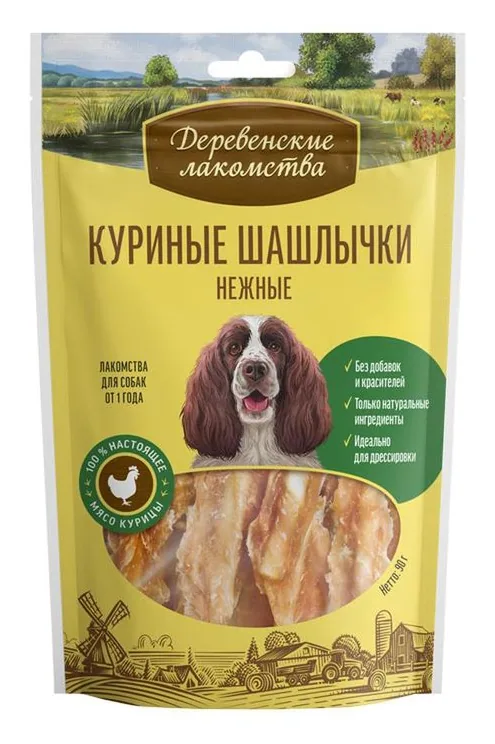 Деревенские
лакомства
КУРИНЫЕ ШАШЛЫЧКИ
НЕЖНЫЕ
ЛАКОМСТВА
ДЛЯ СОБАК
ОТ 1 ГОДА
100% НАСТОЯЩЕЕ
МЯСО КУРИЦЫ
Без добавок
и красителей
Только натуральные
ингредиенты
Идеально
для дрессировки
Нетто: 90 г